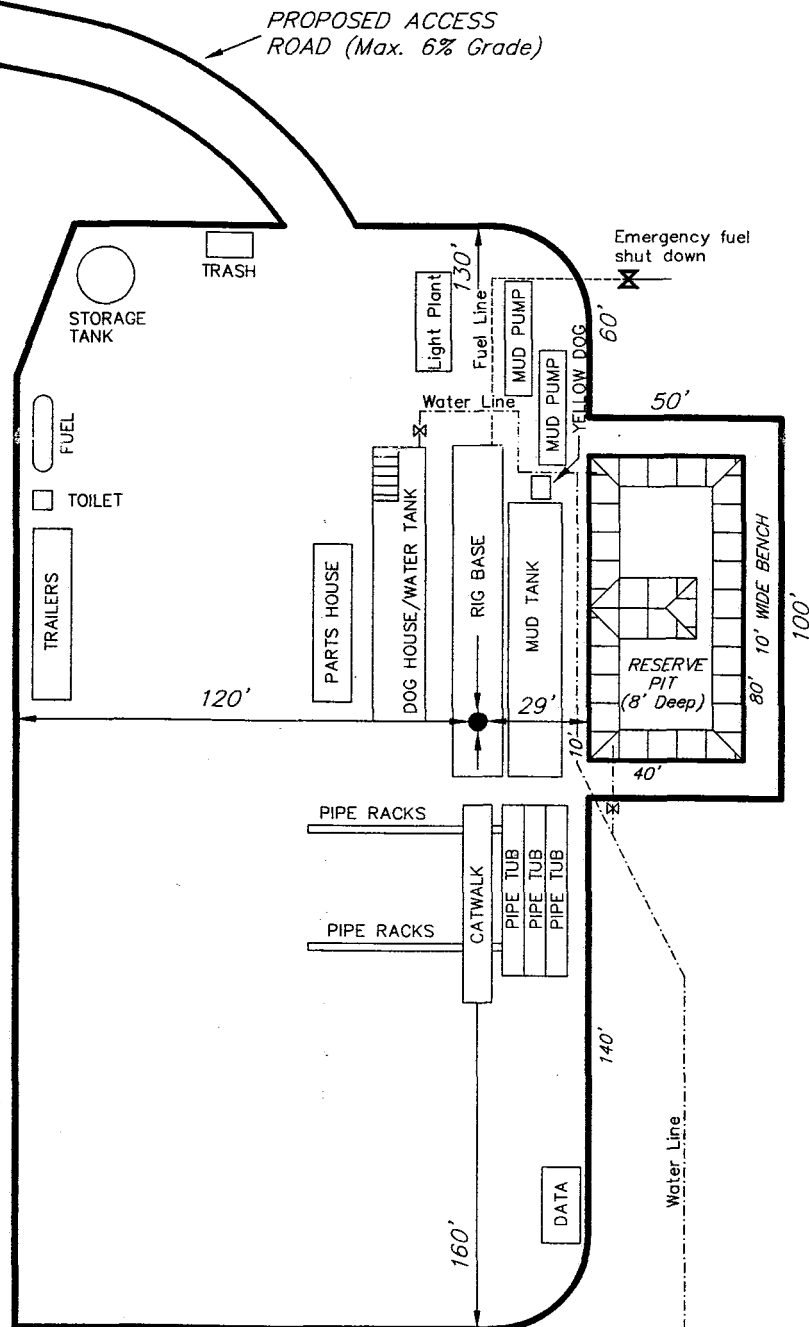 PROPOSED ACCESS
ROAD (Max. 6% Grade)
Emergency fuel
shut down
TRASH
STORAGE
TANK
Light Plant
130'
Fuel Line
MUD PUMP
MUD PUMP
YELLOW DOG
60'
50'
Water Line
FUEL
TOILET
TRAILERS
PARTS HOUSE
DOG HOUSE/WATER TANK
RIG BASE
MUD TANK
RESERVE
PIT
(8' Deep)
80'
10' WIDE BENCH
100'
120'
29'
10'
40'
PIPE RACKS
PIPE RACKS
CATWALK
PIPE TUB
PIPE TUB
PIPE TUB
140'
Water Line
DATA
160'